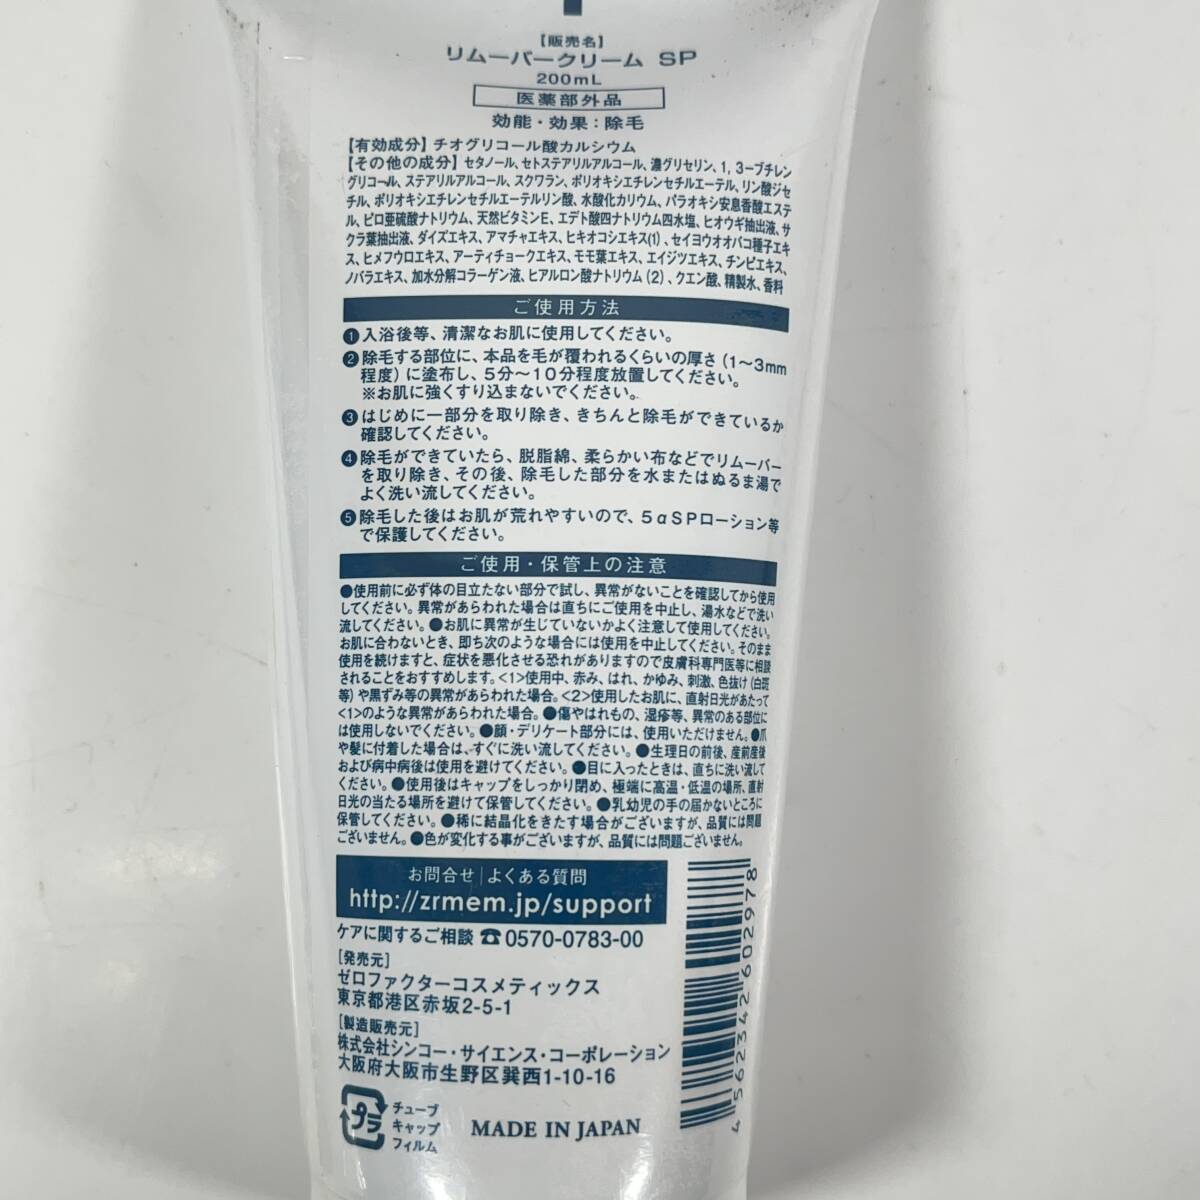 【販売名】
リムーバークリーム SP
200mL
医薬部外品
効能・効果：除毛
【有効成分】チオグリコール酸カルシウム
【その他の成分】セタノール、セトステアリルアルコール、濃グリセリン、1，3ーブチレン
グリコール、ステアリルアルコール、スクワラン、ポリオキシエチレンセチルエーテル、リン酸ジセ
チル、ポリオキシエチレンセチルエーテルリン酸、水酸化カリウム、パラオキシ安息香酸エステ
ル、ピロ亜硫酸ナトリウム、天然ビタミンE、エデト酸四ナトリウム四水塩、ヒオウギ抽出液、サ
クラ葉抽出液、ダイズエキス、アマチャエキス、ヒキオコシエキス(1)、セイヨウオオバコ種子エキ
ス、ヒメフウロエキス、アーティチョークエキス、モモ葉エキス、エイジツエキス、チンピエキス、
ノバラエキス、加水分解コラーゲン液、ヒアルロン酸ナトリウム（2）、クエン酸、精製水、香料
ご使用方法
❶入浴後等、清潔なお肌に使用してください。
❷除毛する部位に、本品を毛が覆われるくらいの厚さ（1〜3mm
程度）に塗布し、5分〜10分程度放置してください。
※お肌に強くすり込まないでください。
❸はじめに一部分を取り除き、きちんと除毛ができているか
確認してください。
❹除毛ができていたら、脱脂綿、柔らかい布などでリムーバー
を取り除き、その後、除毛した部分を水またはぬるま湯で
よく洗い流してください。
❺除毛した後はお肌が荒れやすいので、5αSPローション等
で保護してください。
ご使用・保管上の注意
●使用前に必ず体の目立たない部分で試し、異常がないことを確認してから使用
してください。異常があらわれた場合は直ちにご使用を中止し、湯水などで洗い
流してください。●お肌に異常が生じていないかよく注意して使用してください。
お肌に合わないとき、即ち次のような場合には使用を中止してください。そのまま
使用を続けますと、症状を悪化させる恐れがありますので皮膚科専門医等に相談
されることをおすすめします。<1>使用中、赤み、はれ、かゆみ、刺激、色抜け（白斑
等）や黒ずみ等の異常があらわれた場合。<2>使用したお肌に、直射日光があたって
<1>のような異常があらわれた場合。●傷やはれもの、湿疹等、異常のある部位に
は使用しないでください。●顔・デリケート部分には、使用いただけません。●爪
や髪に付着した場合は、すぐに洗い流してください。●生理日の前後、産前産後
および病中病後は使用を避けてください。●目に入ったときは、直ちに洗い流して
ください。●使用後はキャップをしっかり閉め、極端に高温・低温の場所、直射
日光の当たる場所を避けて保管してください。●乳幼児の手の届かないところに
保管してください。●稀に結晶化をきたす場合がございますが、品質には問題
ございません。●色が変化する事がございますが、品質には問題ございません。
お問合せ｜よくある質問
http://zrmem.jp/support
ケアに関するご相談 ☎0570-0783-00
［発売元］
ゼロファクターコスメティックス
東京都港区赤坂2-5-1
［製造販売元］
株式会社シンコー・サイエンス・コーポレーション
大阪府大阪市生野区巽西1-10-16
プラ
チューブ
キャップ
フィルム
MADE IN JAPAN
4562342602978